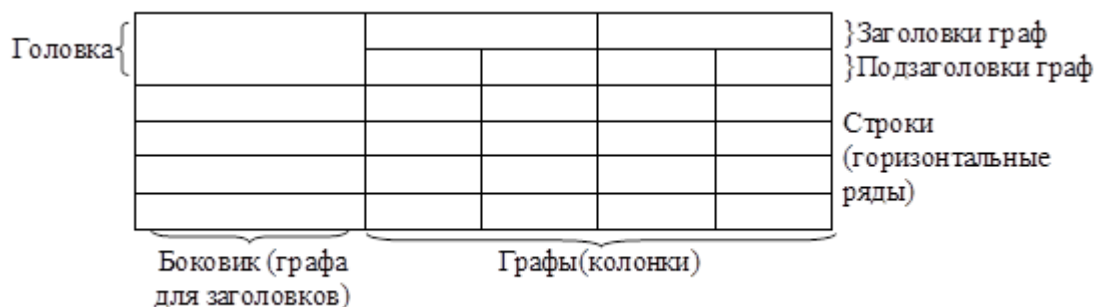 Головка{
}Заголовки граф
}Подзаголовки граф
Строки
(горизонтальные
ряды)
Боковик (графа
для заголовков)
Графы(колонки)